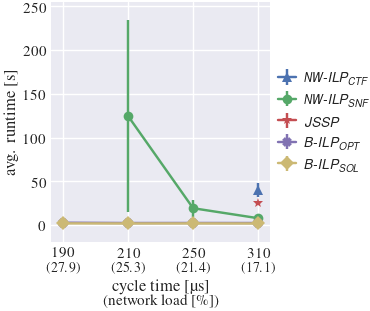 250
200
150
100
50
0
avg. runtime [s]
190
(27.9)
210
(25.3)
250
(21.4)
310
(17.1)
cycle time [µs]
(network load [%])
NW-ILP_CTF
NW-ILP_SNF
JSSP
B-ILP_OPT
B-ILP_SOL